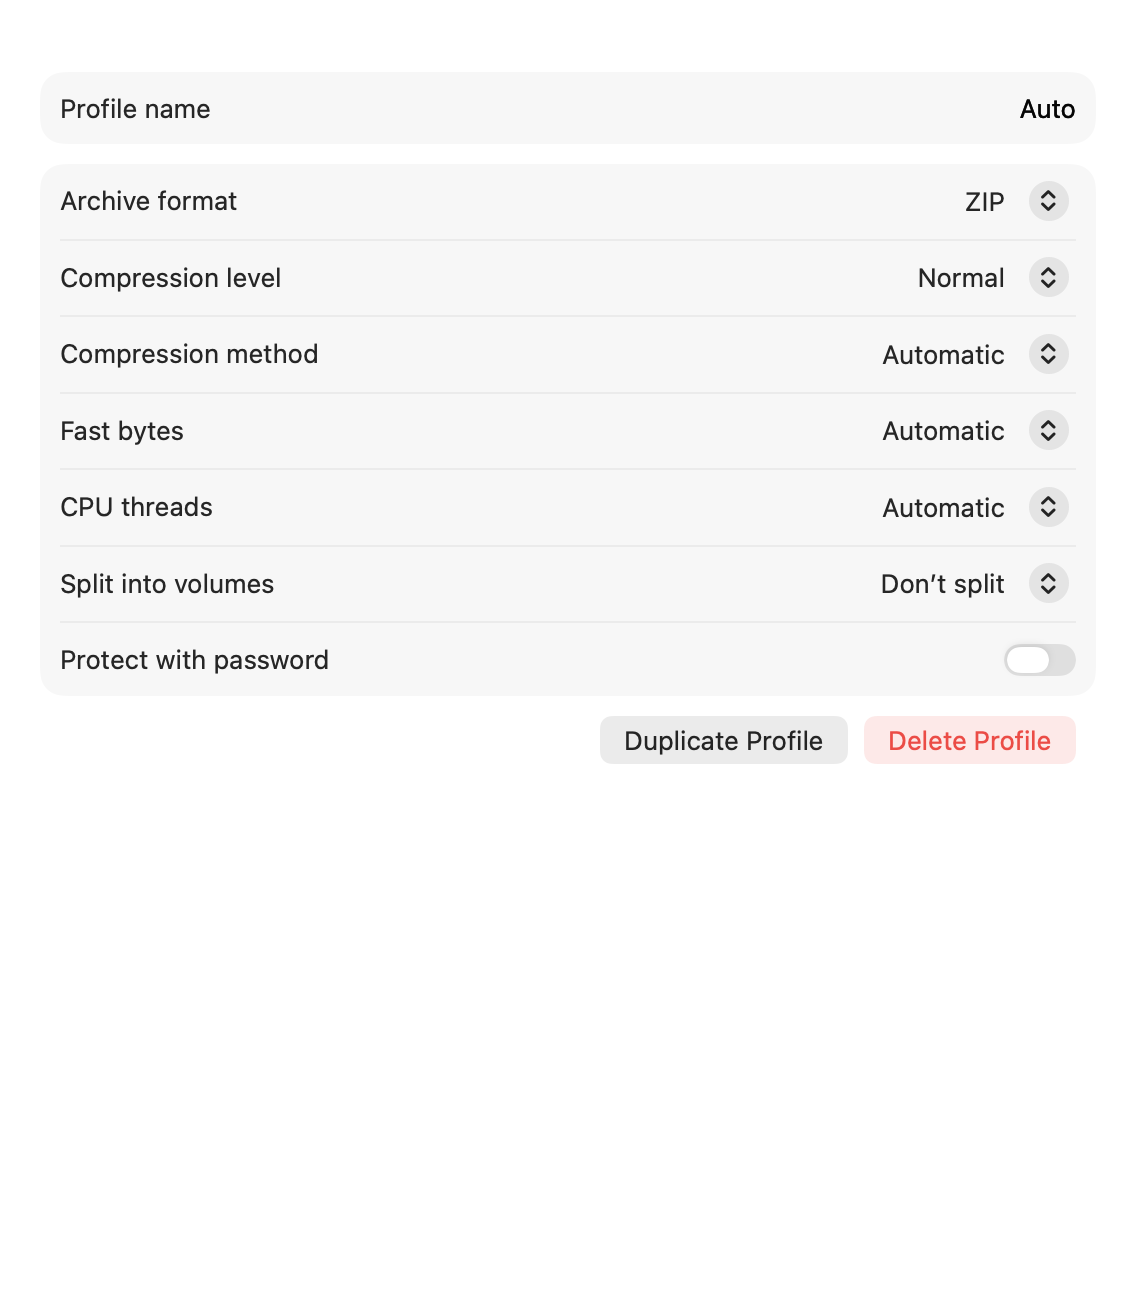 Profile name Auto
Archive format ZIP
Compression level Normal
Compression method Automatic
Fast bytes Automatic
CPU threads Automatic
Split into volumes Don’t split
Protect with password
Duplicate Profile Delete Profile